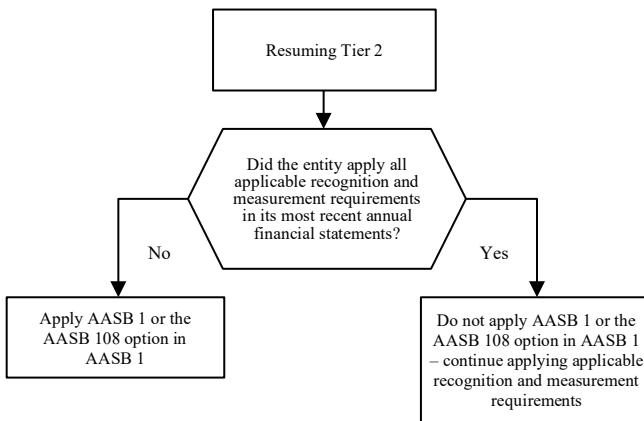 Resuming Tier 2
Did the entity apply all
applicable recognition and
measurement requirements
in its most recent annual
financial statements?
No
Yes
Apply AASB 1 or the
AASB 108 option in
AASB 1
Do not apply AASB 1 or the
AASB 108 option in AASB 1
– continue applying applicable
recognition and measurement
requirements